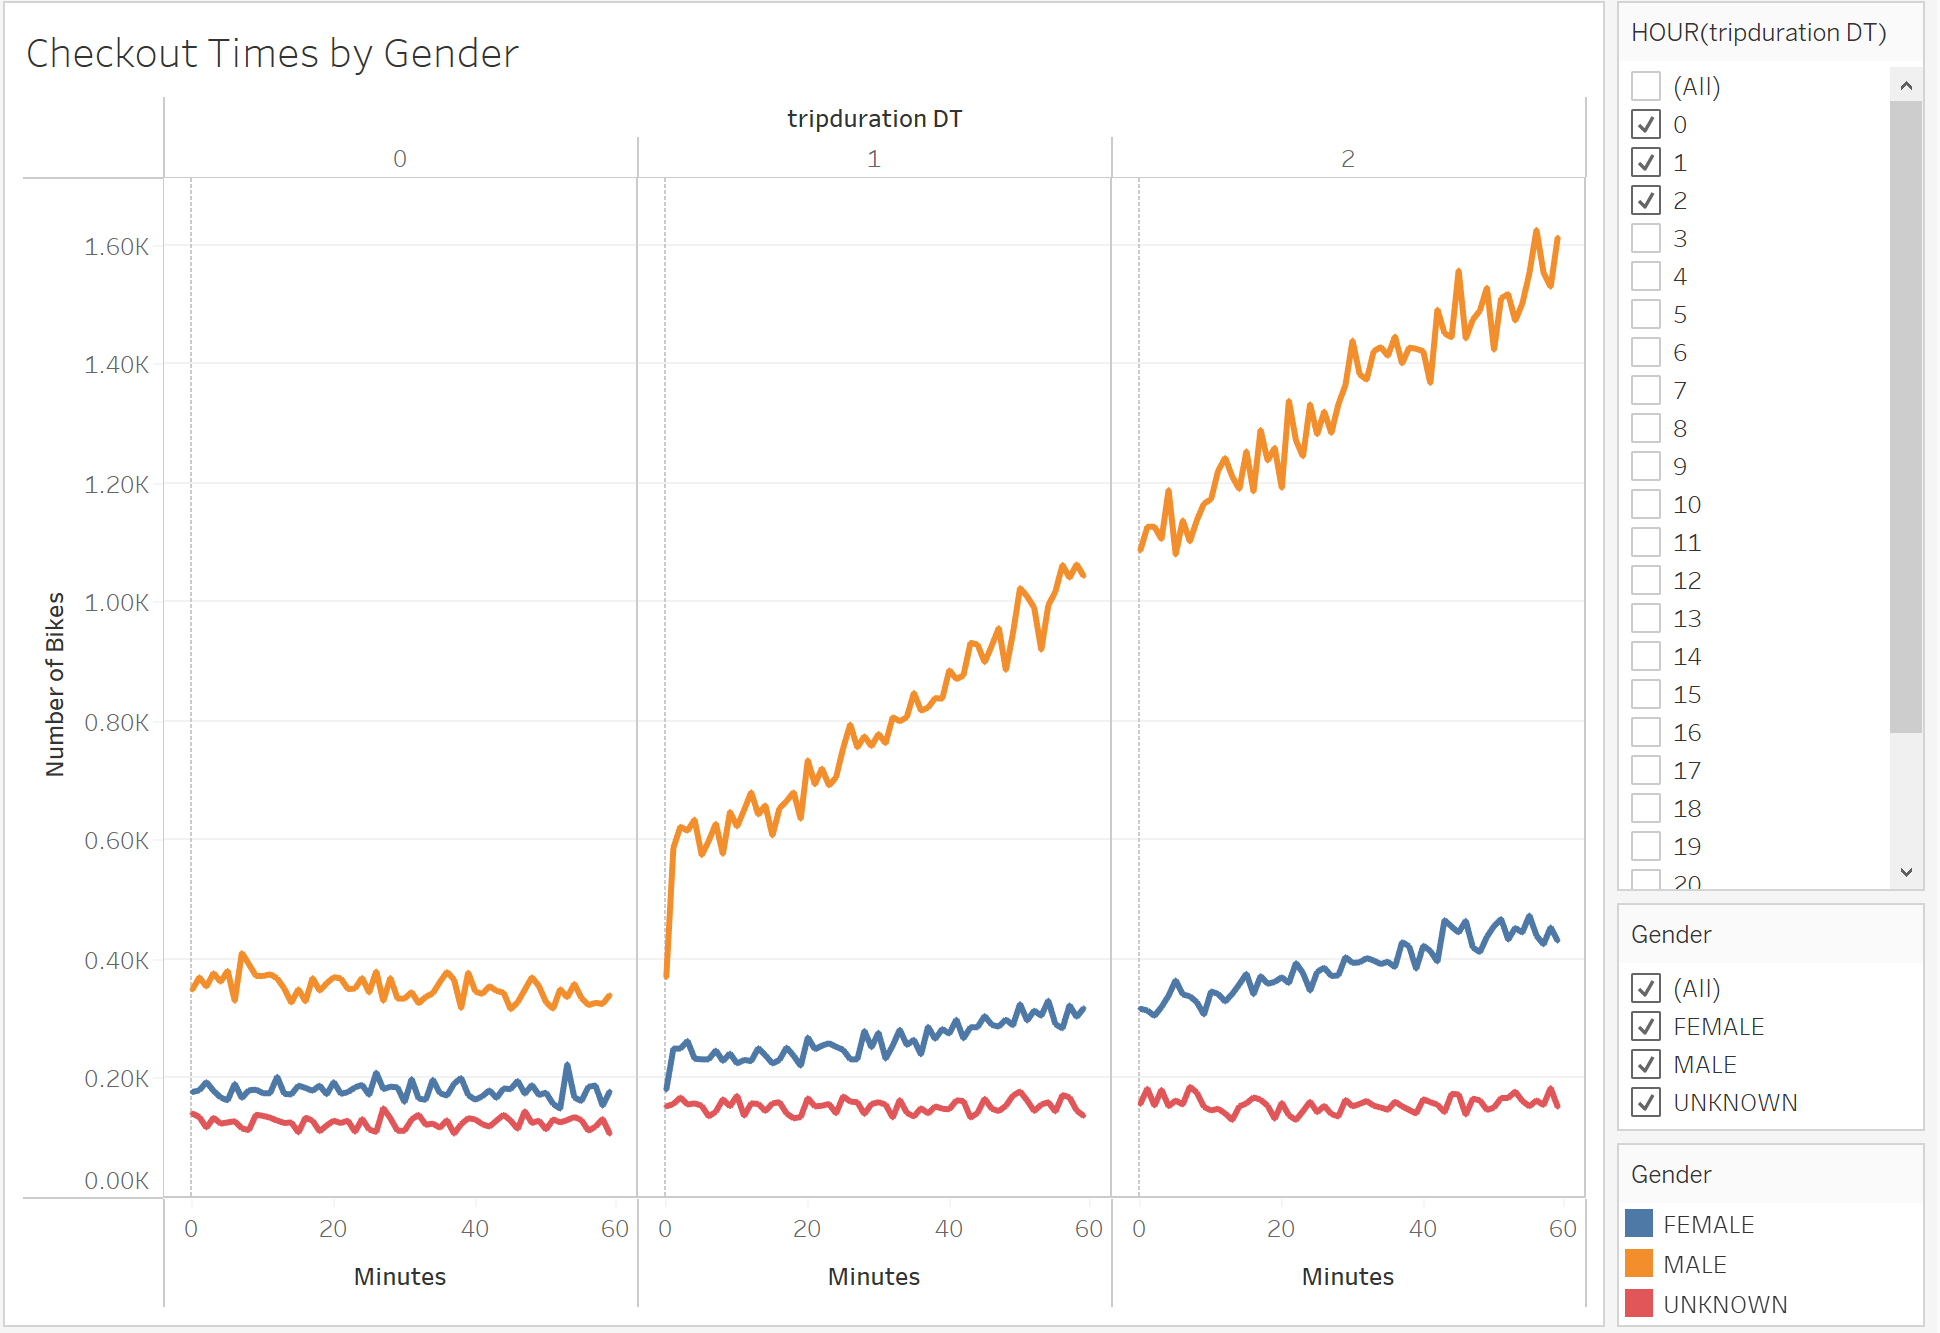 Checkout Times by Gender
tripduration DT
0 1 2
Number of Bikes
1.60K
1.40K
1.20K
1.00K
0.80K
0.60K
0.40K
0.20K
0.00K
0 20 40 60 0 20 40 60 0 20 40 60
Minutes Minutes Minutes
HOUR(tripduration DT)
(All)
0
1
2
3
4
5
6
7
8
9
10
11
12
13
14
15
16
17
18
19
20
Gender
(All)
FEMALE
MALE
UNKNOWN
Gender
FEMALE
MALE
UNKNOWN